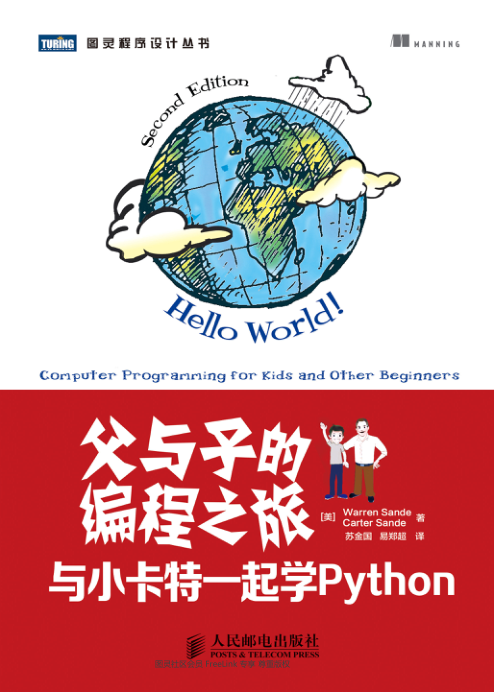 TURING 图灵程序设计丛书
MANNING
Second Edition
Hello World!
Computer Programming for Kids and Other Beginners
父与子的
编程之旅
[美] Warren Sande
Carter Sande 著
苏金国 易郑超 译
与小卡特一起学Python
人民邮电出版社
POSTS & TELECOM PRESS